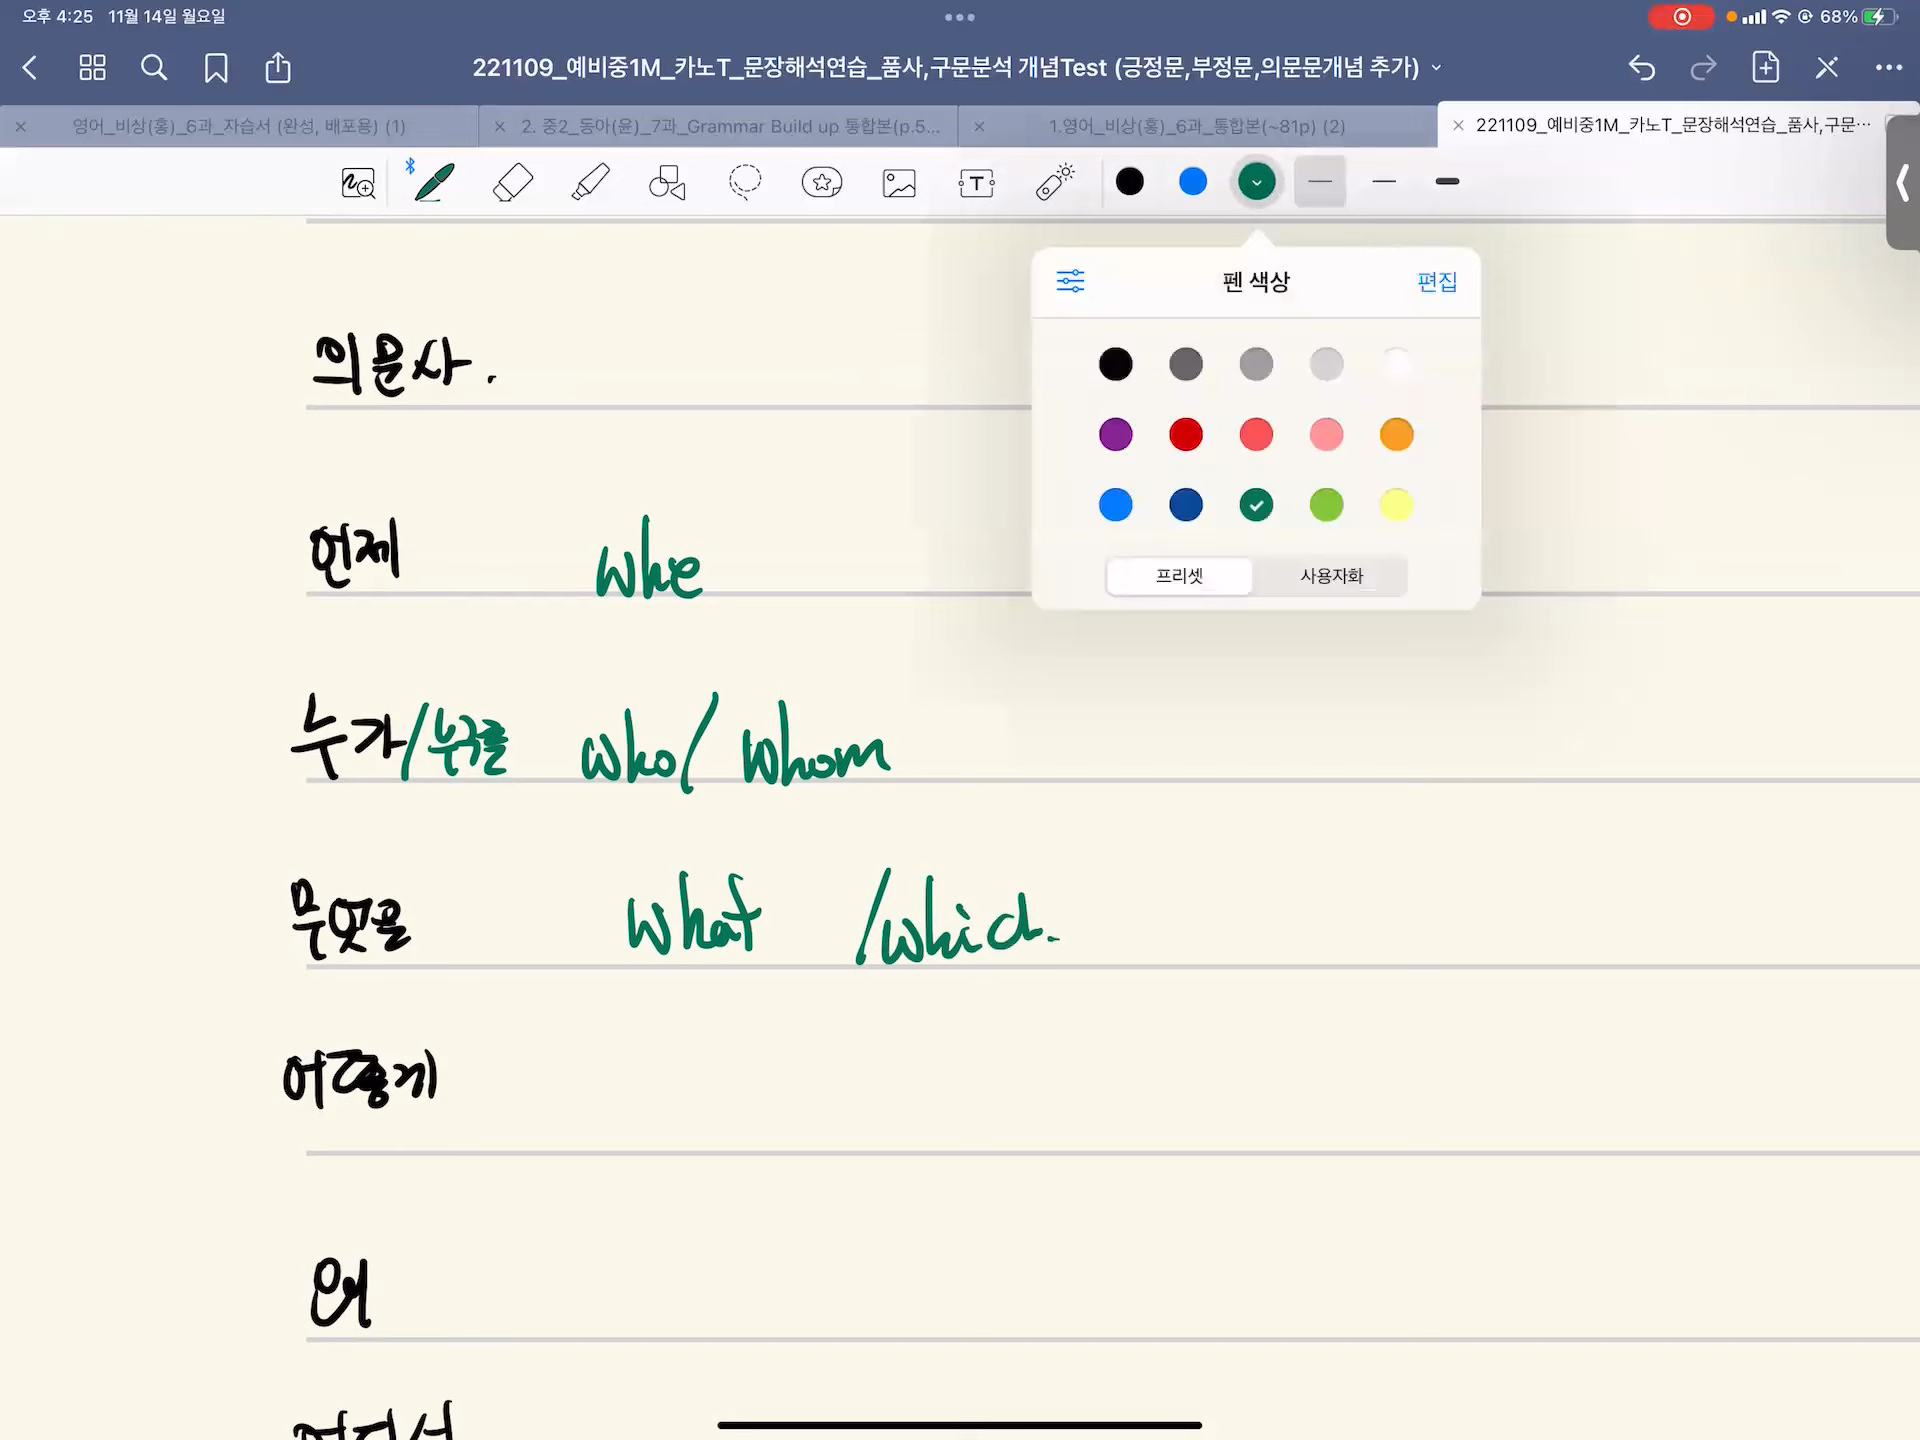 오후 4:25 11월 14일 월요일
68%
221109_예비중1M_카노T_문장해석연습_품사,구문분석 개념Test (긍정문,부정문,의문문개념 추가)
영어_비상(홍)_6과_자습서 (완성, 배포용) (1)
2. 중2_동아(윤)_7과_Grammar Build up 통합본(p.5...
1.영어_비상(홍)_6과_통합본(~81p) (2)
221109_예비중1M_카노T_문장해석연습_품사,구문…
펜 색상 편집
의문사.
언제 whe
프리셋 사용자화
누가/누구를 who/ whom
무엇을 what /which.
어떻게
왜
어디서